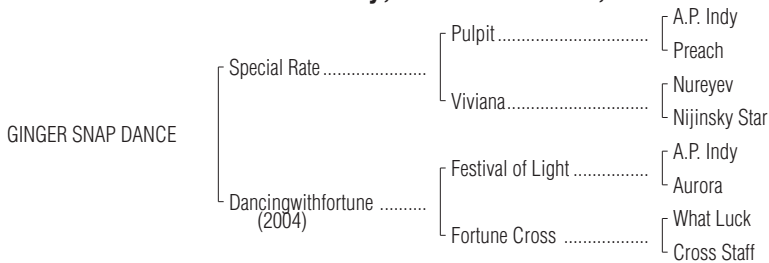 A.P. Indy
Pulpit
Preach
Special Rate
Nureyev
Viviana
Nijinsky Star
GINGER SNAP DANCE
A.P. Indy
Festival of Light
Aurora
Dancingwithfortune
(2004)
What Luck
Fortune Cross
Cross Staff